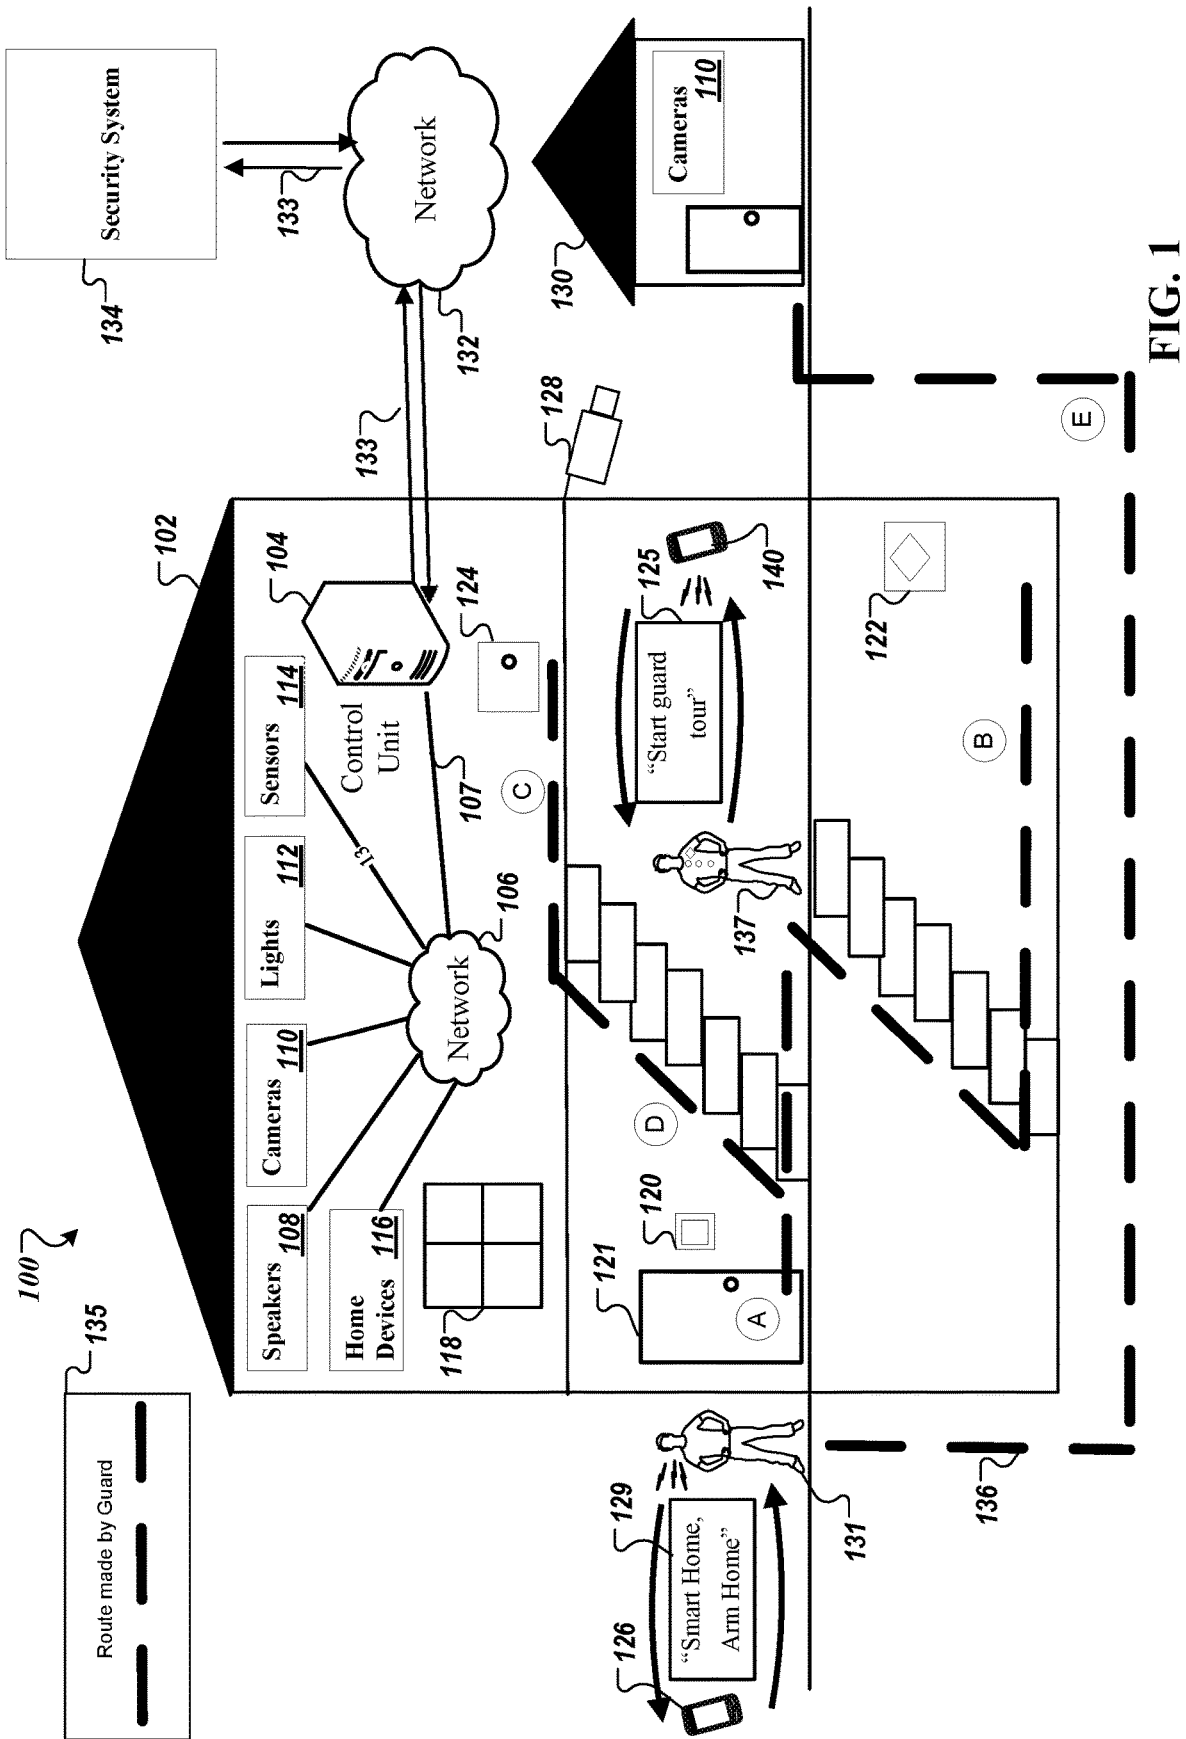 100
135
Route made by Guard
102
Speakers
108
Cameras
110
Lights
112
Sensors
114
Home
Devices
116
13
104
Control
Unit
107
Network
106
118
124
C
133
Network
132
133
Security System
134
128
130
Cameras
110
121
120
A
D
"Start guard
tour"
125
140
137
122
B
E
126
"Smart Home,
Arm Home"
129
131
136
FIG. 1